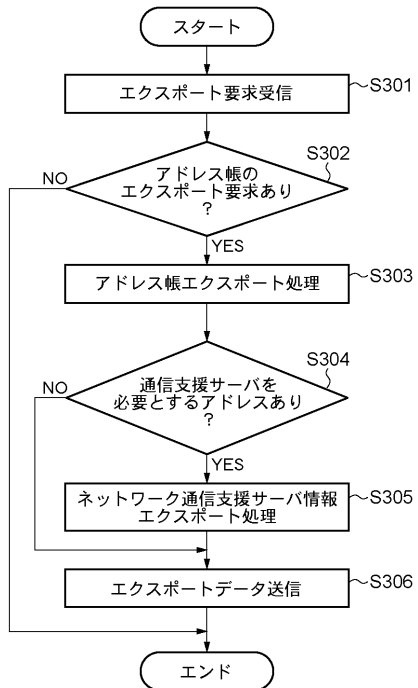 スタート
エクスポート要求受信
S301
アドレス帳の
エクスポート要求あり
?
S302
NO
YES
アドレス帳エクスポート処理
S303
通信支援サーバを
必要とするアドレスあり
?
S304
NO
YES
ネットワーク通信支援サーバ情報
エクスポート処理
S305
エクスポートデータ送信
S306
エンド